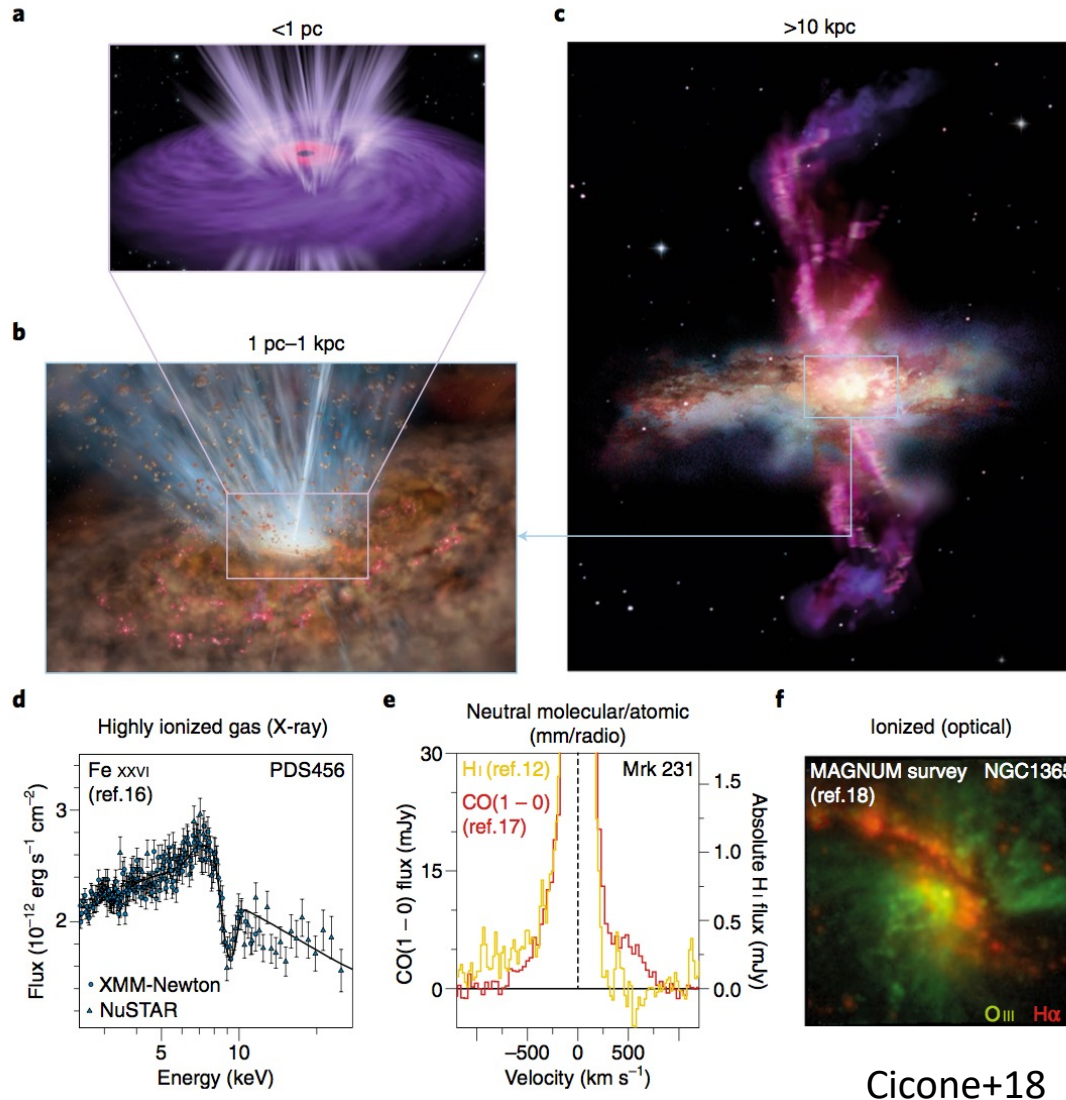 a
<1 pc
c
>10 kpc
b
1 pc–1 kpc
d
Highly ionized gas (X-ray)
Fe XXVI
(ref.16)
PDS456
3
2
Flux (10⁻¹² erg s⁻¹ cm⁻²)
XMM-Newton
NuSTAR
5
10
Energy (keV)
e
Neutral molecular/atomic
(mm/radio)
30
15
0
CO(1 – 0) flux (mJy)
HI (ref.12)
CO(1 – 0)
(ref.17)
Mrk 231
1.5
1.0
0.5
0.0
Absolute HI flux (mJy)
–500
0
500
Velocity (km s⁻¹)
f
Ionized (optical)
MAGNUM survey
NGC1365
(ref.18)
OIII
Hα
Cicone+18